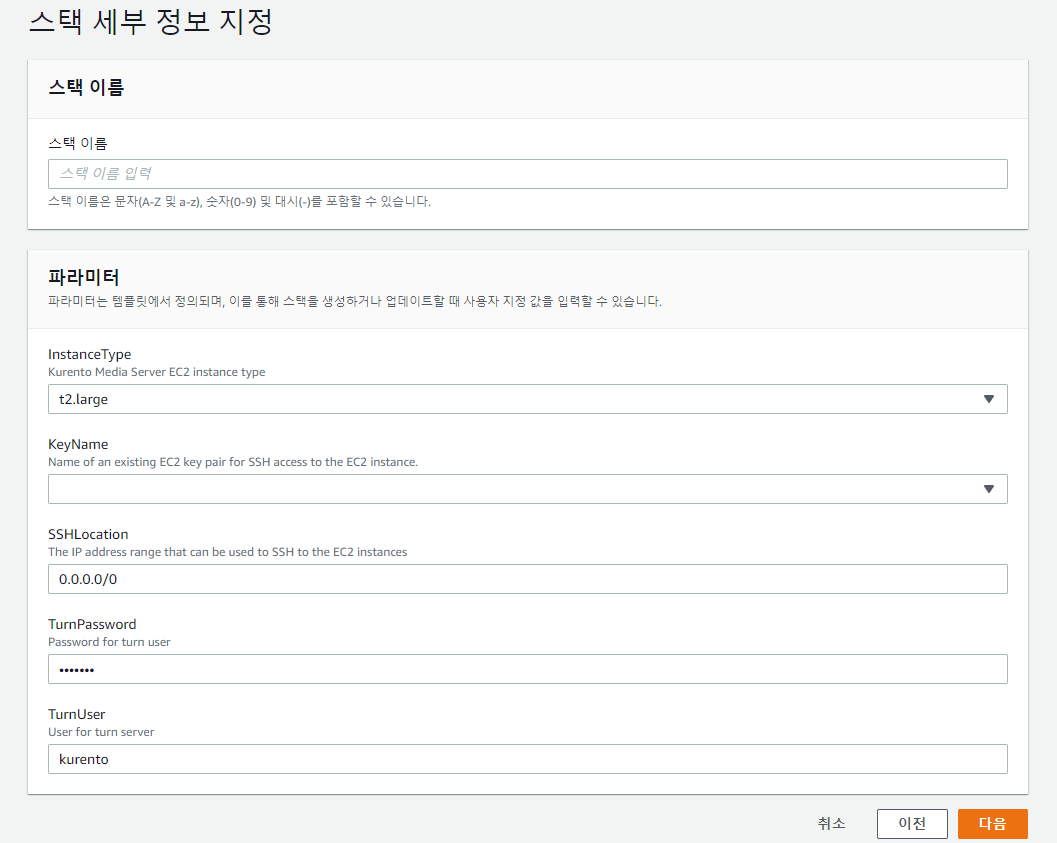 스택 세부 정보 지정
스택 이름
스택 이름
스택 이름 입력
스택 이름은 문자(A-Z 및 a-z), 숫자(0-9) 및 대시(-)를 포함할 수 있습니다.
파라미터
파라미터는 템플릿에서 정의되며, 이를 통해 스택을 생성하거나 업데이트할 때 사용자 지정 값을 입력할 수 있습니다.
InstanceType
Kurento Media Server EC2 instance type
t2.large
KeyName
Name of an existing EC2 key pair for SSH access to the EC2 instance.
SSHLocation
The IP address range that can be used to SSH to the EC2 instances
0.0.0.0/0
TurnPassword
Password for turn user
•••••••
TurnUser
User for turn server
kurento
취소 이전 다음